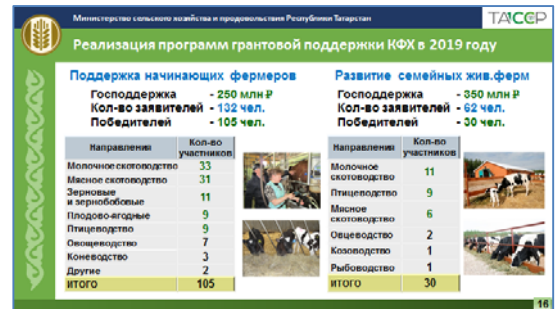 Министерство сельского хозяйства и продовольствия Республики Татарстан
ТАССР
Реализация программ грантовой поддержки КФХ в 2019 году
Поддержка начинающих фермеров
Господдержка - 250 млн ₽
Кол-во заявителей - 132 чел.
Победителей - 105 чел.
Направления Кол-во участников
Молочное скотоводство 33
Мясное скотоводство 31
Зерновые
и зернобобовые 11
Плодово-ягодные 9
Птицеводство 9
Овощеводство 7
Коневодство 3
Другие 2
ИТОГО 105
Развитие семейных жив.ферм
Господдержка - 350 млн ₽
Кол-во заявителей - 62 чел.
Победителей - 30 чел.
Направления Кол-во участников
Молочное
скотоводство 11
Птицеводство 9
Мясное
скотоводство 6
Овцеводство 2
Козоводство 1
Рыбоводство 1
ИТОГО 30
16